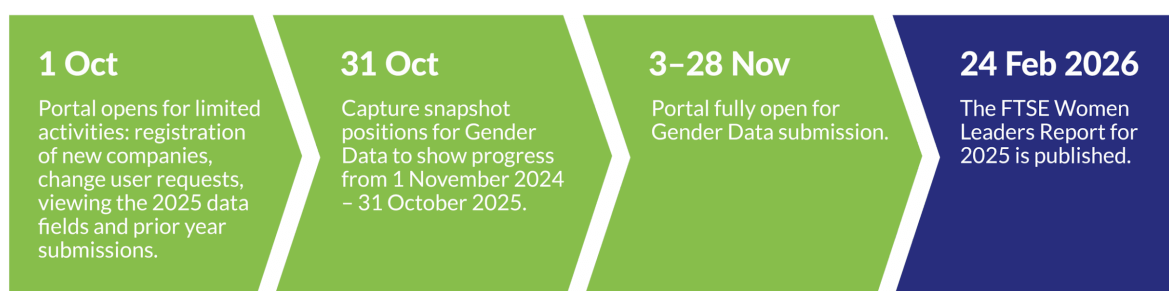 1 Oct
Portal opens for limited
activities: registration
of new companies,
change user requests,
viewing the 2025 data
fields and prior year
submissions.
31 Oct
Capture snapshot
positions for Gender
Data to show progress
from 1 November 2024
– 31 October 2025.
3–28 Nov
Portal fully open for
Gender Data submission.
24 Feb 2026
The FTSE Women
Leaders Report for
2025 is published.